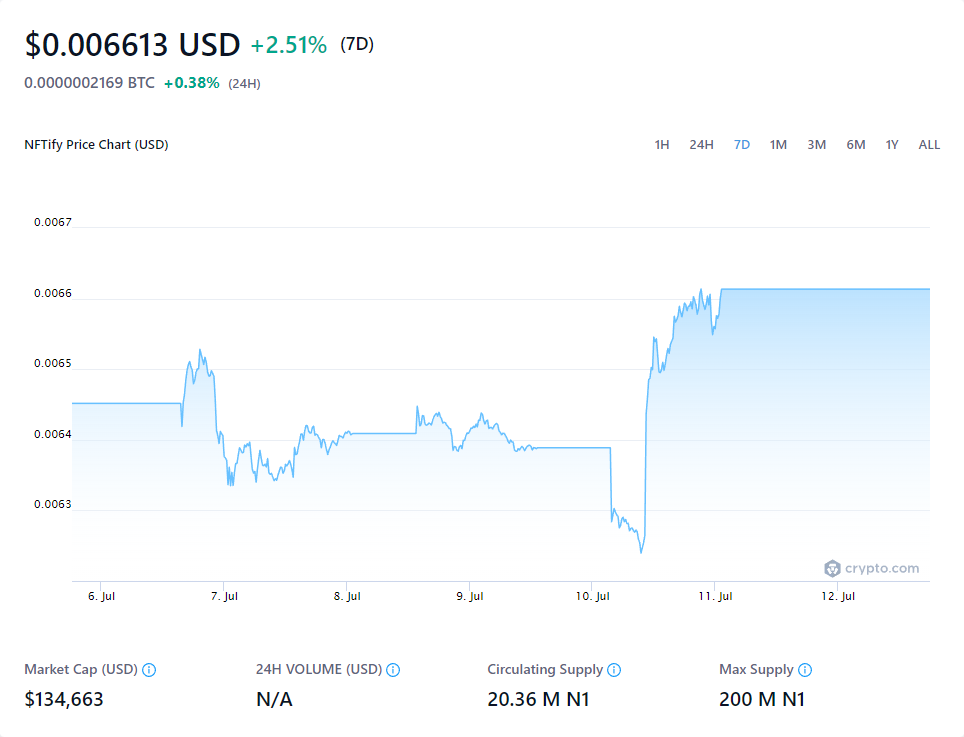 $0.006613 USD +2.51% (7D)
0.0000002169 BTC +0.38% (24H)
NFTify Price Chart (USD) 1H 24H 7D 1M 3M 6M 1Y ALL
0.0067
0.0066
0.0065
0.0064
0.0063
crypto.com
6. Jul 7. Jul 8. Jul 9. Jul 10. Jul 11. Jul 12. Jul
Market Cap (USD) 24H VOLUME (USD) Circulating Supply Max Supply
$134,663 N/A 20.36 M N1 200 M N1